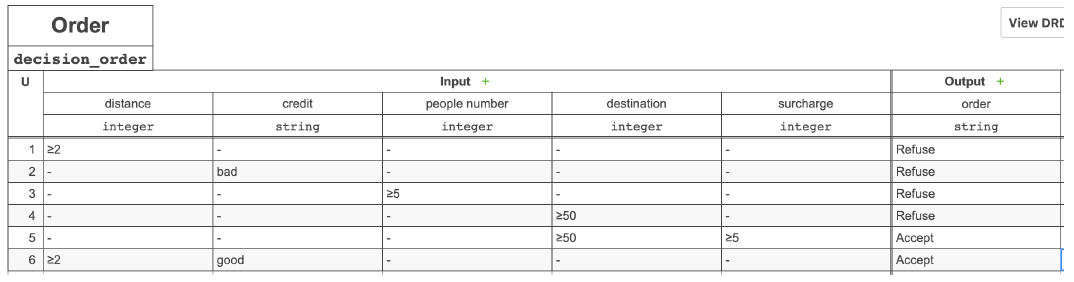 Order
View DRD
decision_order
U Input + Output +
distance credit people number destination surcharge order
integer string integer integer integer string
1 ≥2 - - - - Refuse
2 - bad - - - Refuse
3 - - ≥5 - - Refuse
4 - - - ≥50 - Refuse
5 - - - ≥50 ≥5 Accept
6 ≥2 good - - - Accept